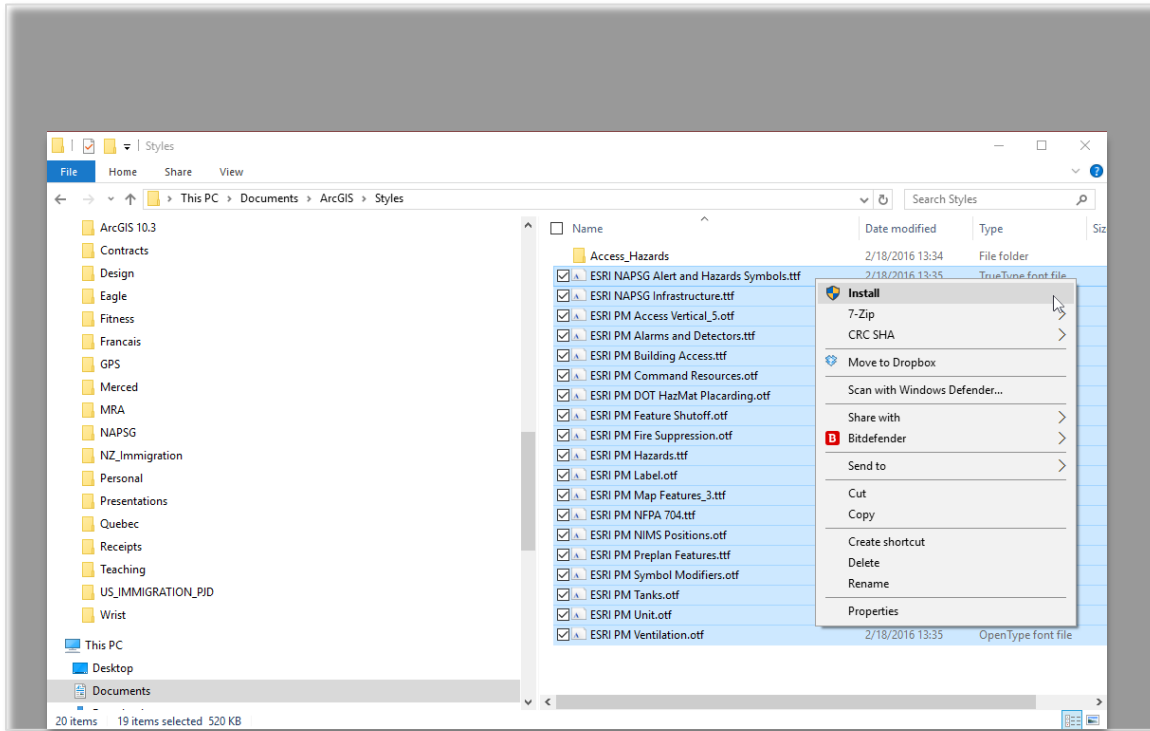 Styles
File Home Share View
This PC > Documents > ArcGIS > Styles
Search Styles
ArcGIS 10.3
Contracts
Design
Eagle
Fitness
Francais
GPS
Merced
MRA
NAPSG
NZ_Immigration
Personal
Presentations
Quebec
Receipts
Teaching
US_IMMIGRATION_PJD
Wrist
This PC
Desktop
Documents
Name Date modified Type Siz
Access_Hazards 2/18/2016 13:34 File folder
ESRI NAPSG Alert and Hazards Symbols.ttf 2/18/2016 13:35 TrueType font file
ESRI NAPSG Infrastructure.ttf
ESRI PM Access Vertical_5.otf
ESRI PM Alarms and Detectors.ttf
ESRI PM Building Access.ttf
ESRI PM Command Resources.otf
ESRI PM DOT HazMat Placarding.otf
ESRI PM Feature Shutoff.otf
ESRI PM Fire Suppression.otf
ESRI PM Hazards.ttf
ESRI PM Label.otf
ESRI PM Map Features_3.ttf
ESRI PM NFPA 704.ttf
ESRI PM NIMS Positions.otf
ESRI PM Preplan Features.ttf
ESRI PM Symbol Modifiers.otf
ESRI PM Tanks.otf
ESRI PM Unit.otf
ESRI PM Ventilation.otf 2/18/2016 13:35 OpenType font file
Install
7-Zip
CRC SHA
Move to Dropbox
Scan with Windows Defender...
Share with
B Bitdefender
Send to
Cut
Copy
Create shortcut
Delete
Rename
Properties
20 items 19 items selected 520 KB